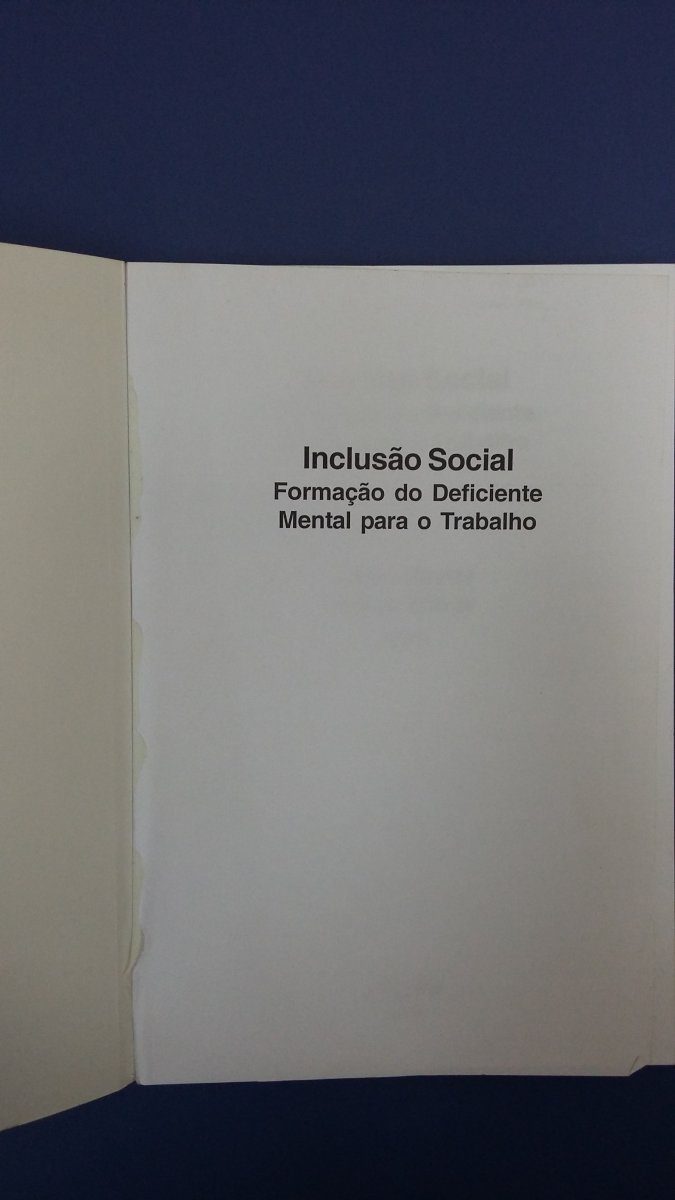 Inclusão Social
Formação do Deficiente
Mental para o Trabalho